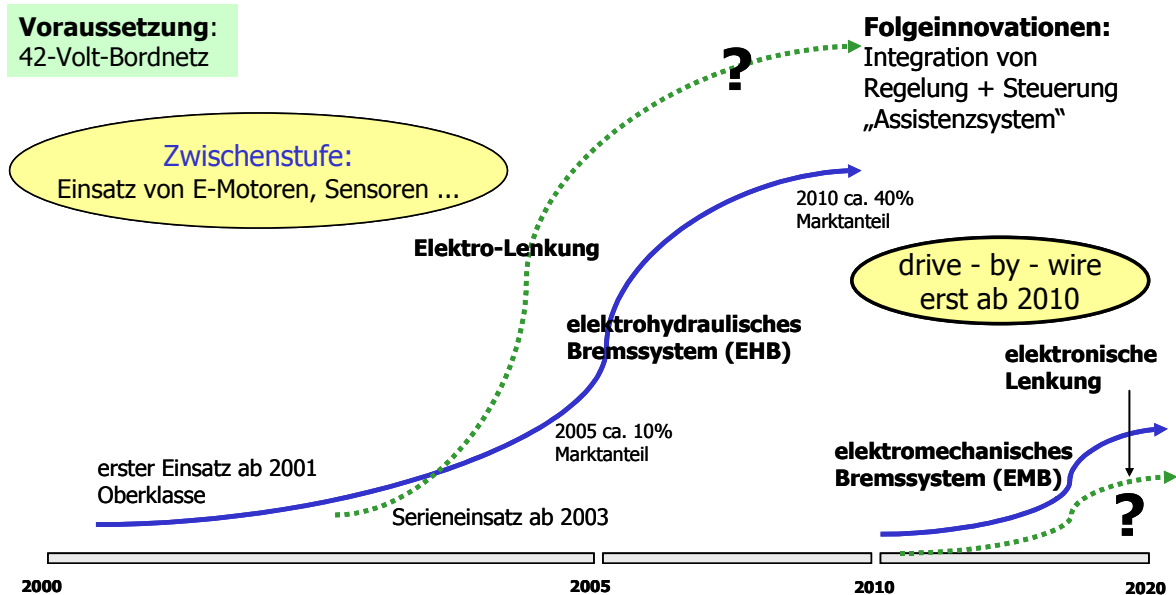 Voraussetzung:
42-Volt-Bordnetz
Folgeinnovationen:
Integration von
Regelung + Steuerung
„Assistenzsystem“
?
Zwischenstufe:
Einsatz von E-Motoren, Sensoren ...
2010 ca. 40%
Marktanteil
Elektro-Lenkung
drive - by - wire
erst ab 2010
elektrohydraulisches
Bremssystem (EHB)
elektronische
Lenkung
2005 ca. 10%
Marktanteil
elektromechanisches
Bremssystem (EMB)
erster Einsatz ab 2001
Oberklasse
Serieneinsatz ab 2003
?
2000
2005
2010
2020